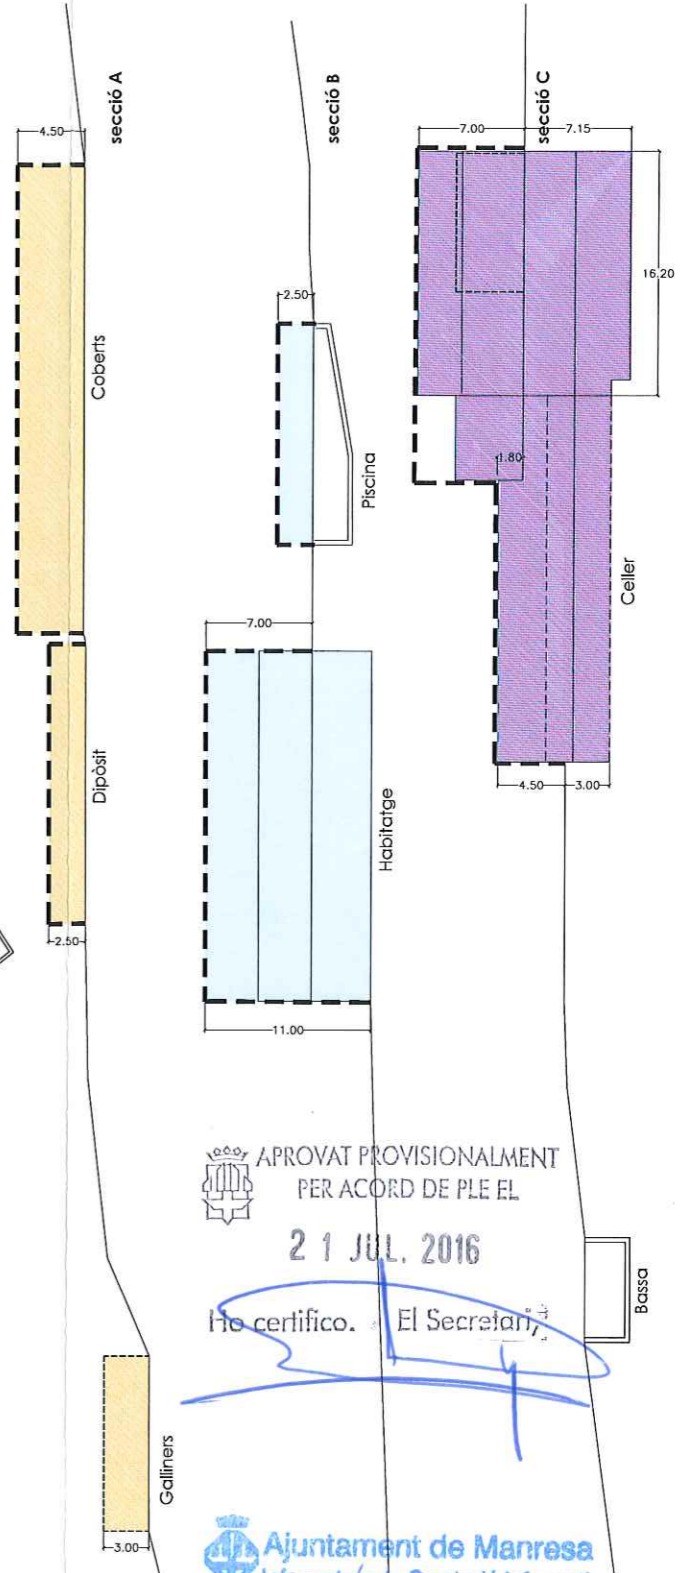 secció A
4.50
Coberts
Dipòsit
2.50
Galliners
3.00
secció B
2.50
Piscina
7.00
Habitatge
11.00
secció C
7.00
7.15
16.20
1.80
Celler
4.50
3.00
Bassa
APROVAT PROVISIONALMENT
PER ACORD DE PLE EL
2 1 JUL. 2016
Ho certifico. El Secretari,
Ajuntament de Manresa